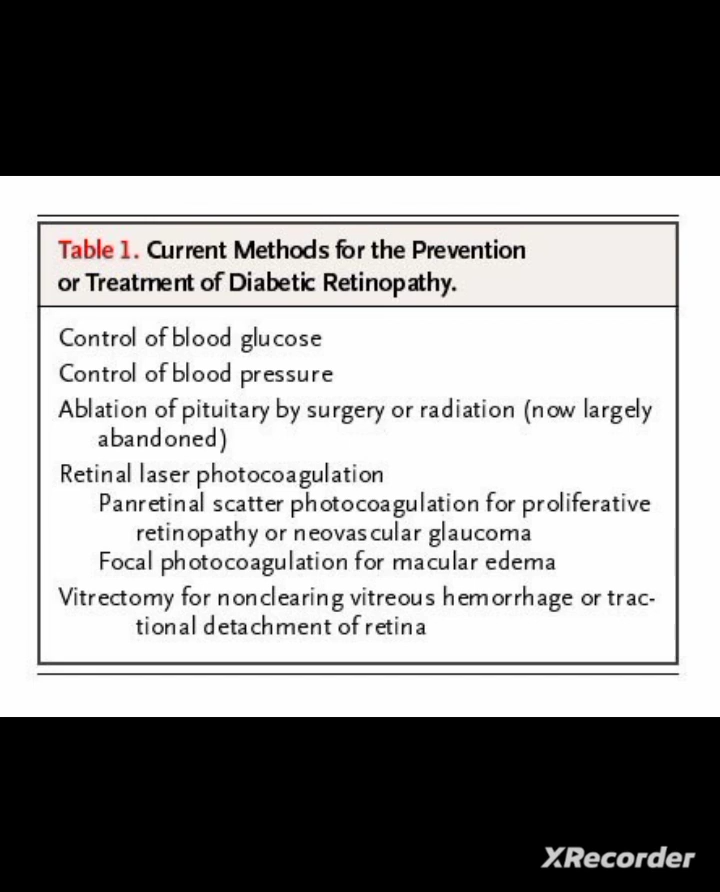 Table 1. Current Methods for the Prevention
or Treatment of Diabetic Retinopathy.
Control of blood glucose
Control of blood pressure
Ablation of pituitary by surgery or radiation (now largely
abandoned)
Retinal laser photocoagulation
Panretinal scatter photocoagulation for proliferative
retinopathy or neovascular glaucoma
Focal photocoagulation for macular edema
Vitrectomy for nonclearing vitreous hemorrhage or trac-
tional detachment of retina
XRecorder